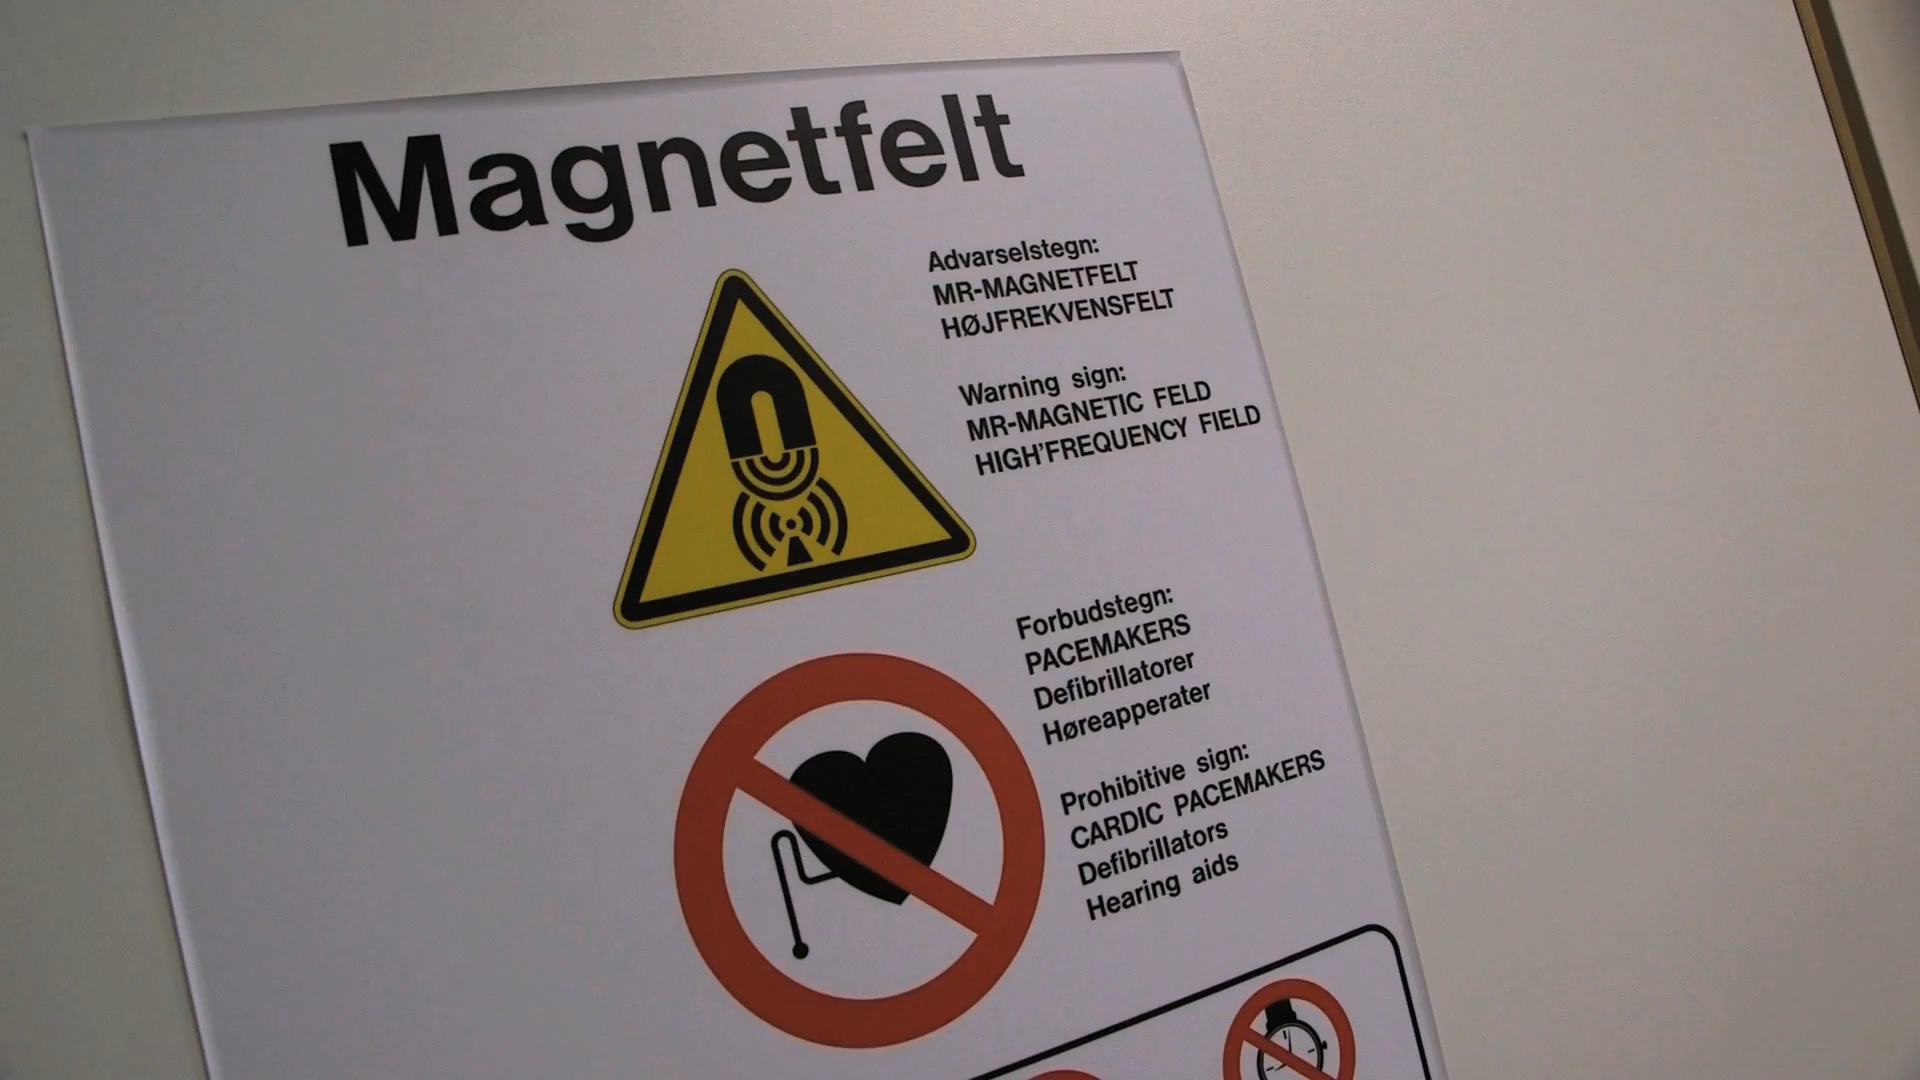 Magnetfelt
Advarselstegn:
MR-MAGNETFELT
HØJFREKVENSFELT
Warning sign:
MR-MAGNETIC FELD
HIGH'FREQUENCY FIELD
Forbudstegn:
PACEMAKERS
Defibrillatorer
Høreapperater
Prohibitive sign:
CARDIC PACEMAKERS
Defibrillators
Hearing aids